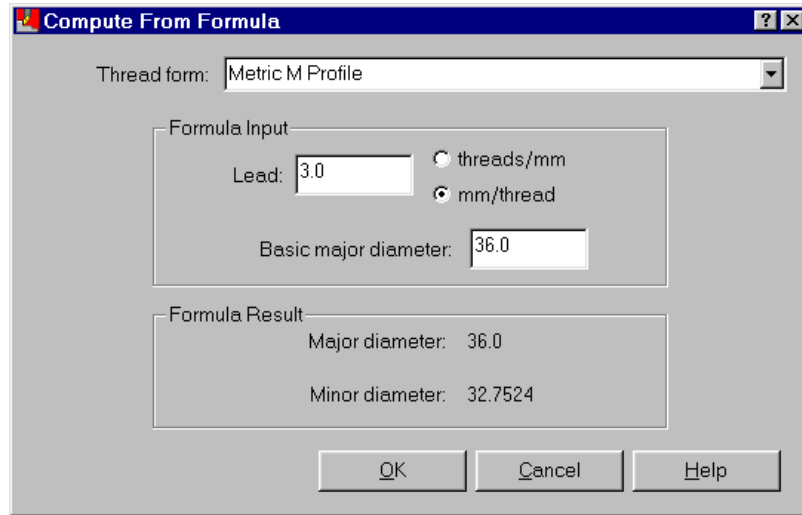 Compute From Formula
Thread form: Metric M Profile
Formula Input
Lead: 3.0
threads/mm
mm/thread
Basic major diameter: 36.0
Formula Result
Major diameter: 36.0
Minor diameter: 32.7524
OK Cancel Help